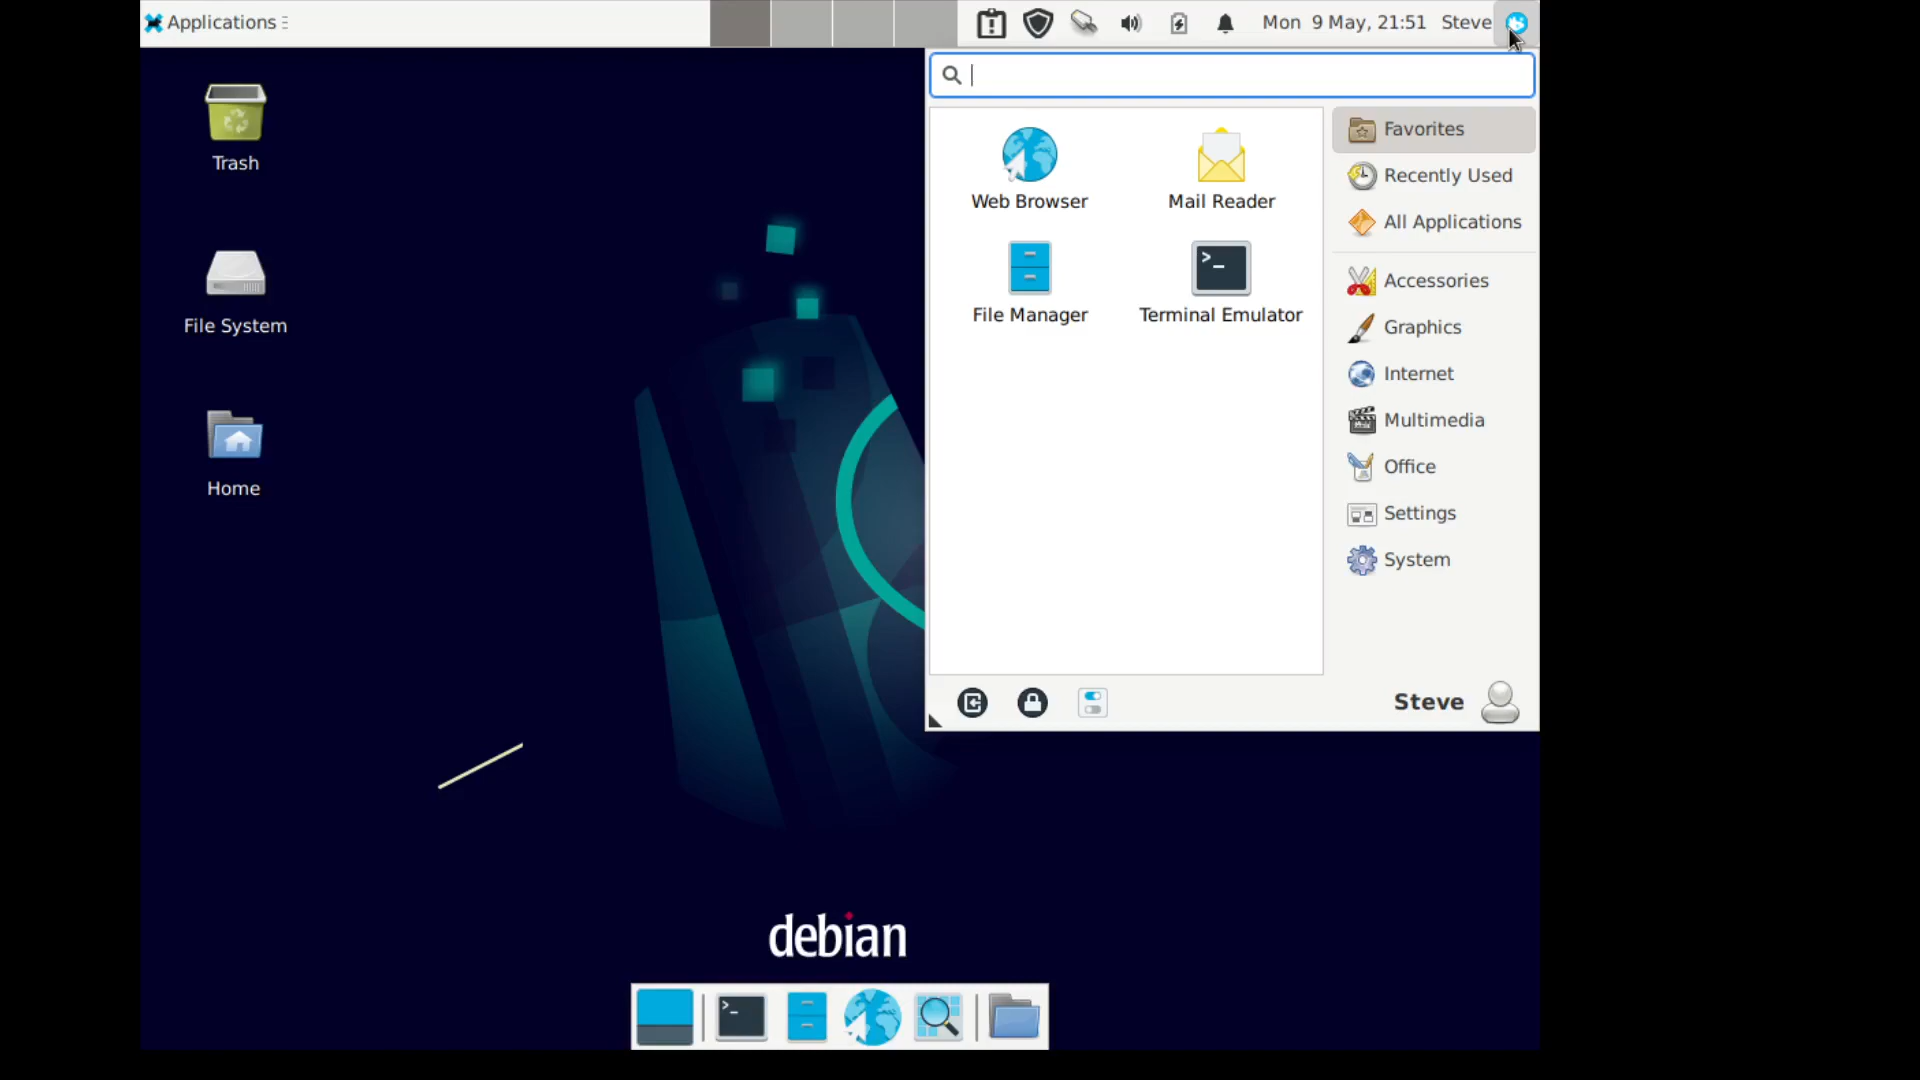 Applications
Mon 9 May, 21:51 Steve
Trash
File System
Home
Web Browser
Mail Reader
File Manager
>_
Terminal Emulator
Favorites
Recently Used
All Applications
Accessories
Graphics
Internet
Multimedia
Office
Settings
System
Steve
debian
>_